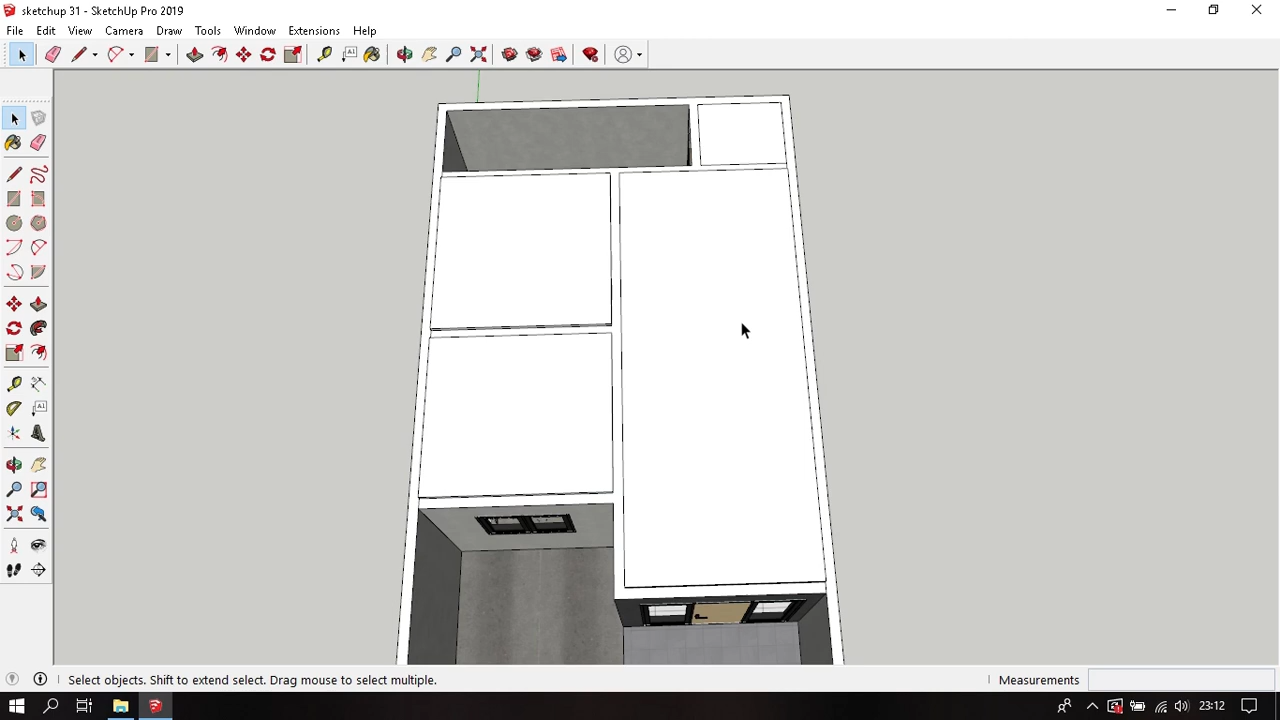 sketchup 31 - SketchUp Pro 2019
File Edit View Camera Draw Tools Window Extensions Help
Select objects. Shift to extend select. Drag mouse to select multiple.
Measurements
23:12